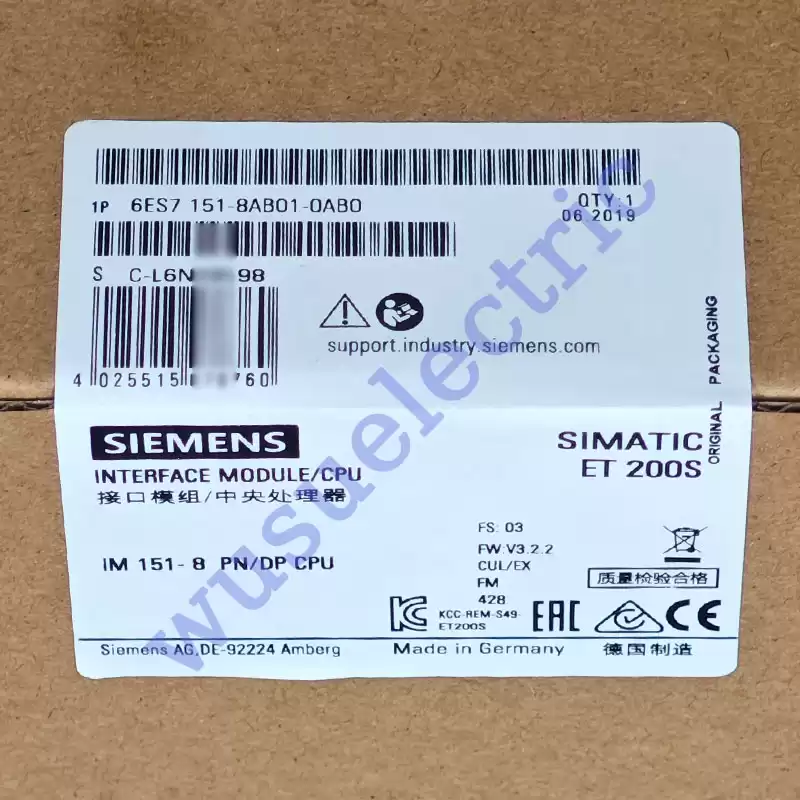 1P 6ES7 151-8AB01-0AB0
QTY:1
06 2019
S C-L6N 98
support.industry.siemens.com
4 025515 760
ORIGINAL PACKAGING
SIEMENS
SIMATIC
ET 200S
INTERFACE MODULE/CPU
接口模组/中央处理器
IM 151-8 PN/DP CPU
FS: 03
FW.V3.2.2
CUL/EX
FM
428
质量检验合格
KCC-REM-S49-
ET200S
EAC
CE
Siemens AG,DE-92224 Amberg
Made in Germany
德国制造
wusuelectric